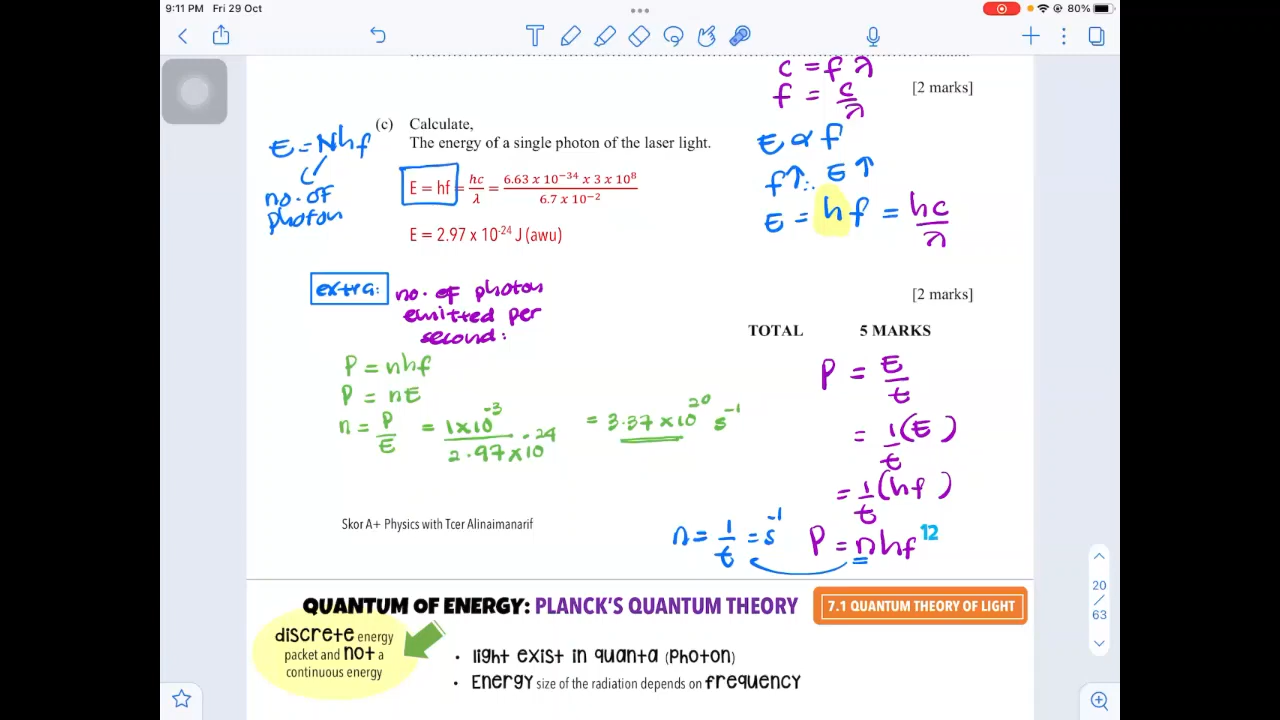 9:11 PM Fri 29 Oct
80%
c = fλ
f = c/λ
[2 marks]
(c) Calculate,
The energy of a single photon of the laser light.
E = Nhf
no. of
photon
E = hf = hc/λ = 6.63 x 10⁻³⁴ x 3 x 10⁸ / 6.7 x 10⁻²
E = 2.97 x 10⁻²⁴ J (awu)
E ∝ f
f↑ ∴ E↑
E = hf = hc/λ
extra:
no. of photon
emitted per
second:
[2 marks]
TOTAL 5 MARKS
P = nhf
P = nE
n = P/E = 1x10⁻³ / 2.97x10⁻²⁴ = 3.37 x10²⁰ s⁻¹
P = E/t
= 1/t (E)
= 1/t (hf)
P = nhf
n = 1/t = s⁻¹
Skor A+ Physics with Tcer Alinaimanarif
12
QUANTUM OF ENERGY: PLANCK'S QUANTUM THEORY
7.1 QUANTUM THEORY OF LIGHT
discrete energy
packet and not a
continuous energy
• light exist in quanta (photon)
• Energy size of the radiation depends on frequency
20
/
63